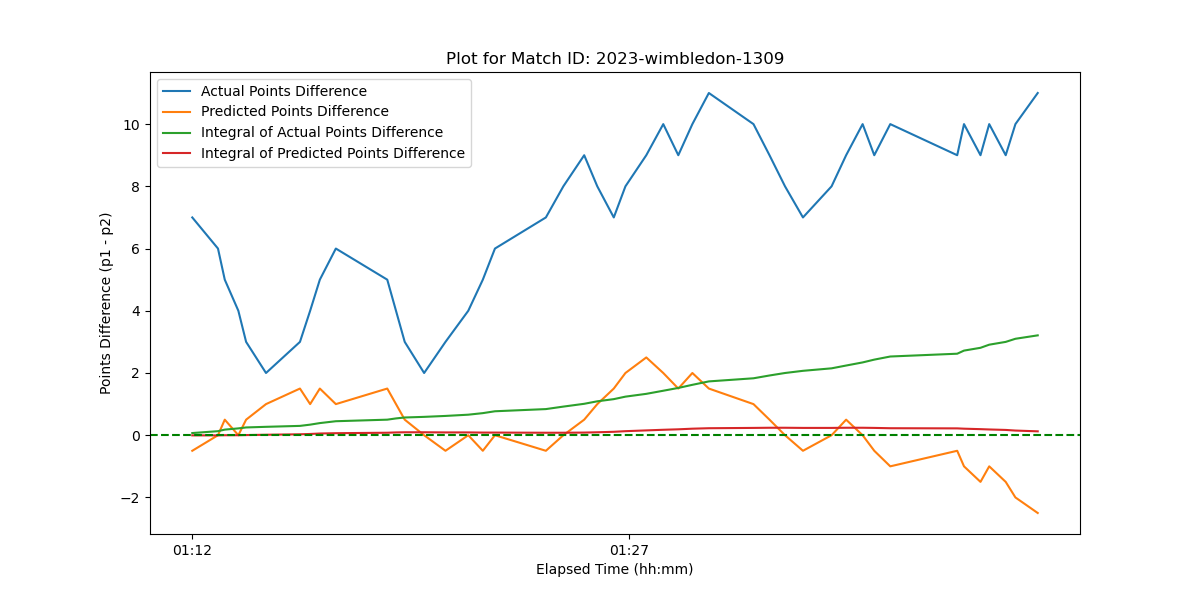 Plot for Match ID: 2023-wimbledon-1309
Actual Points Difference
Predicted Points Difference
Integral of Actual Points Difference
Integral of Predicted Points Difference
Points Difference (p1 - p2)
10
8
6
4
2
0
−2
01:12
01:27
Elapsed Time (hh:mm)